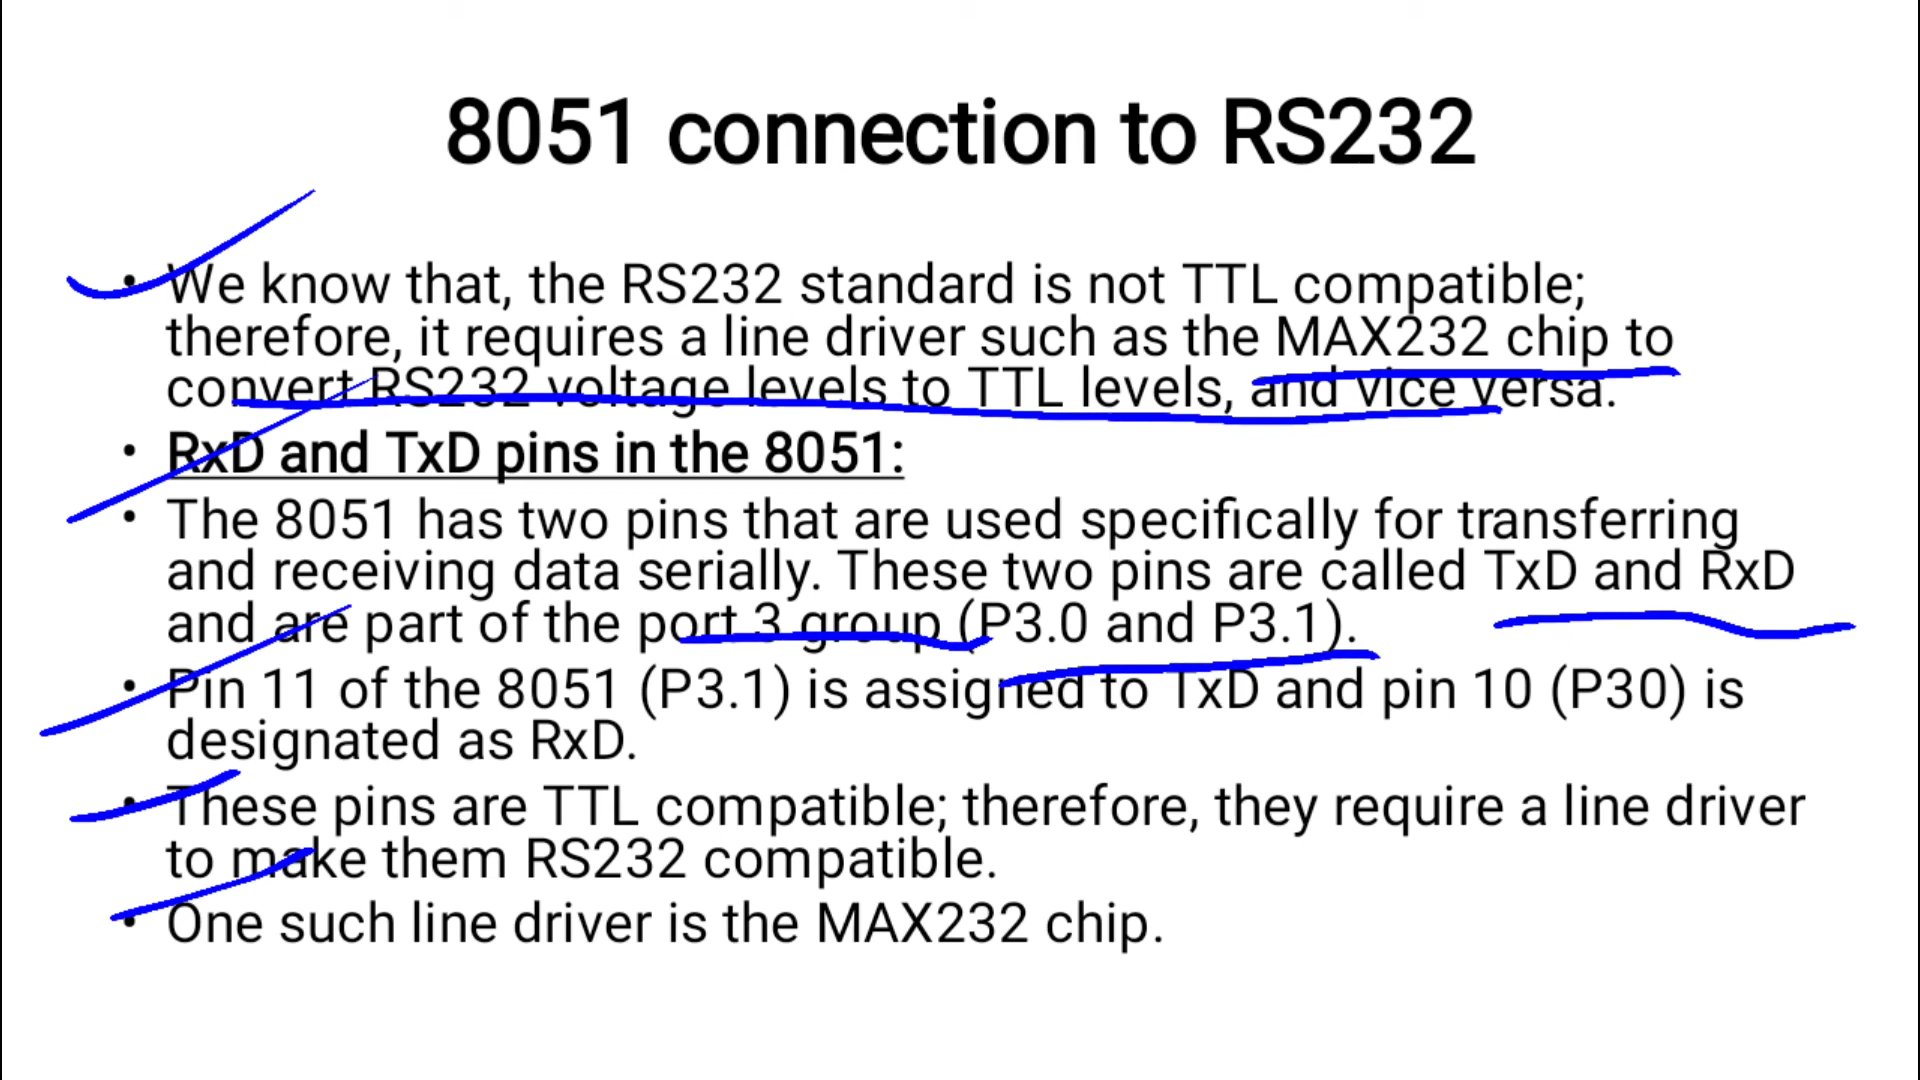 8051 connection to RS232
• We know that, the RS232 standard is not TTL compatible;
therefore, it requires a line driver such as the MAX232 chip to
convert RS232 voltage levels to TTL levels, and vice versa.
• RxD and TxD pins in the 8051:
• The 8051 has two pins that are used specifically for transferring
and receiving data serially. These two pins are called TxD and RxD
and are part of the port 3 group (P3.0 and P3.1).
• Pin 11 of the 8051 (P3.1) is assigned to TxD and pin 10 (P30) is
designated as RxD.
• These pins are TTL compatible; therefore, they require a line driver
to make them RS232 compatible.
• One such line driver is the MAX232 chip.